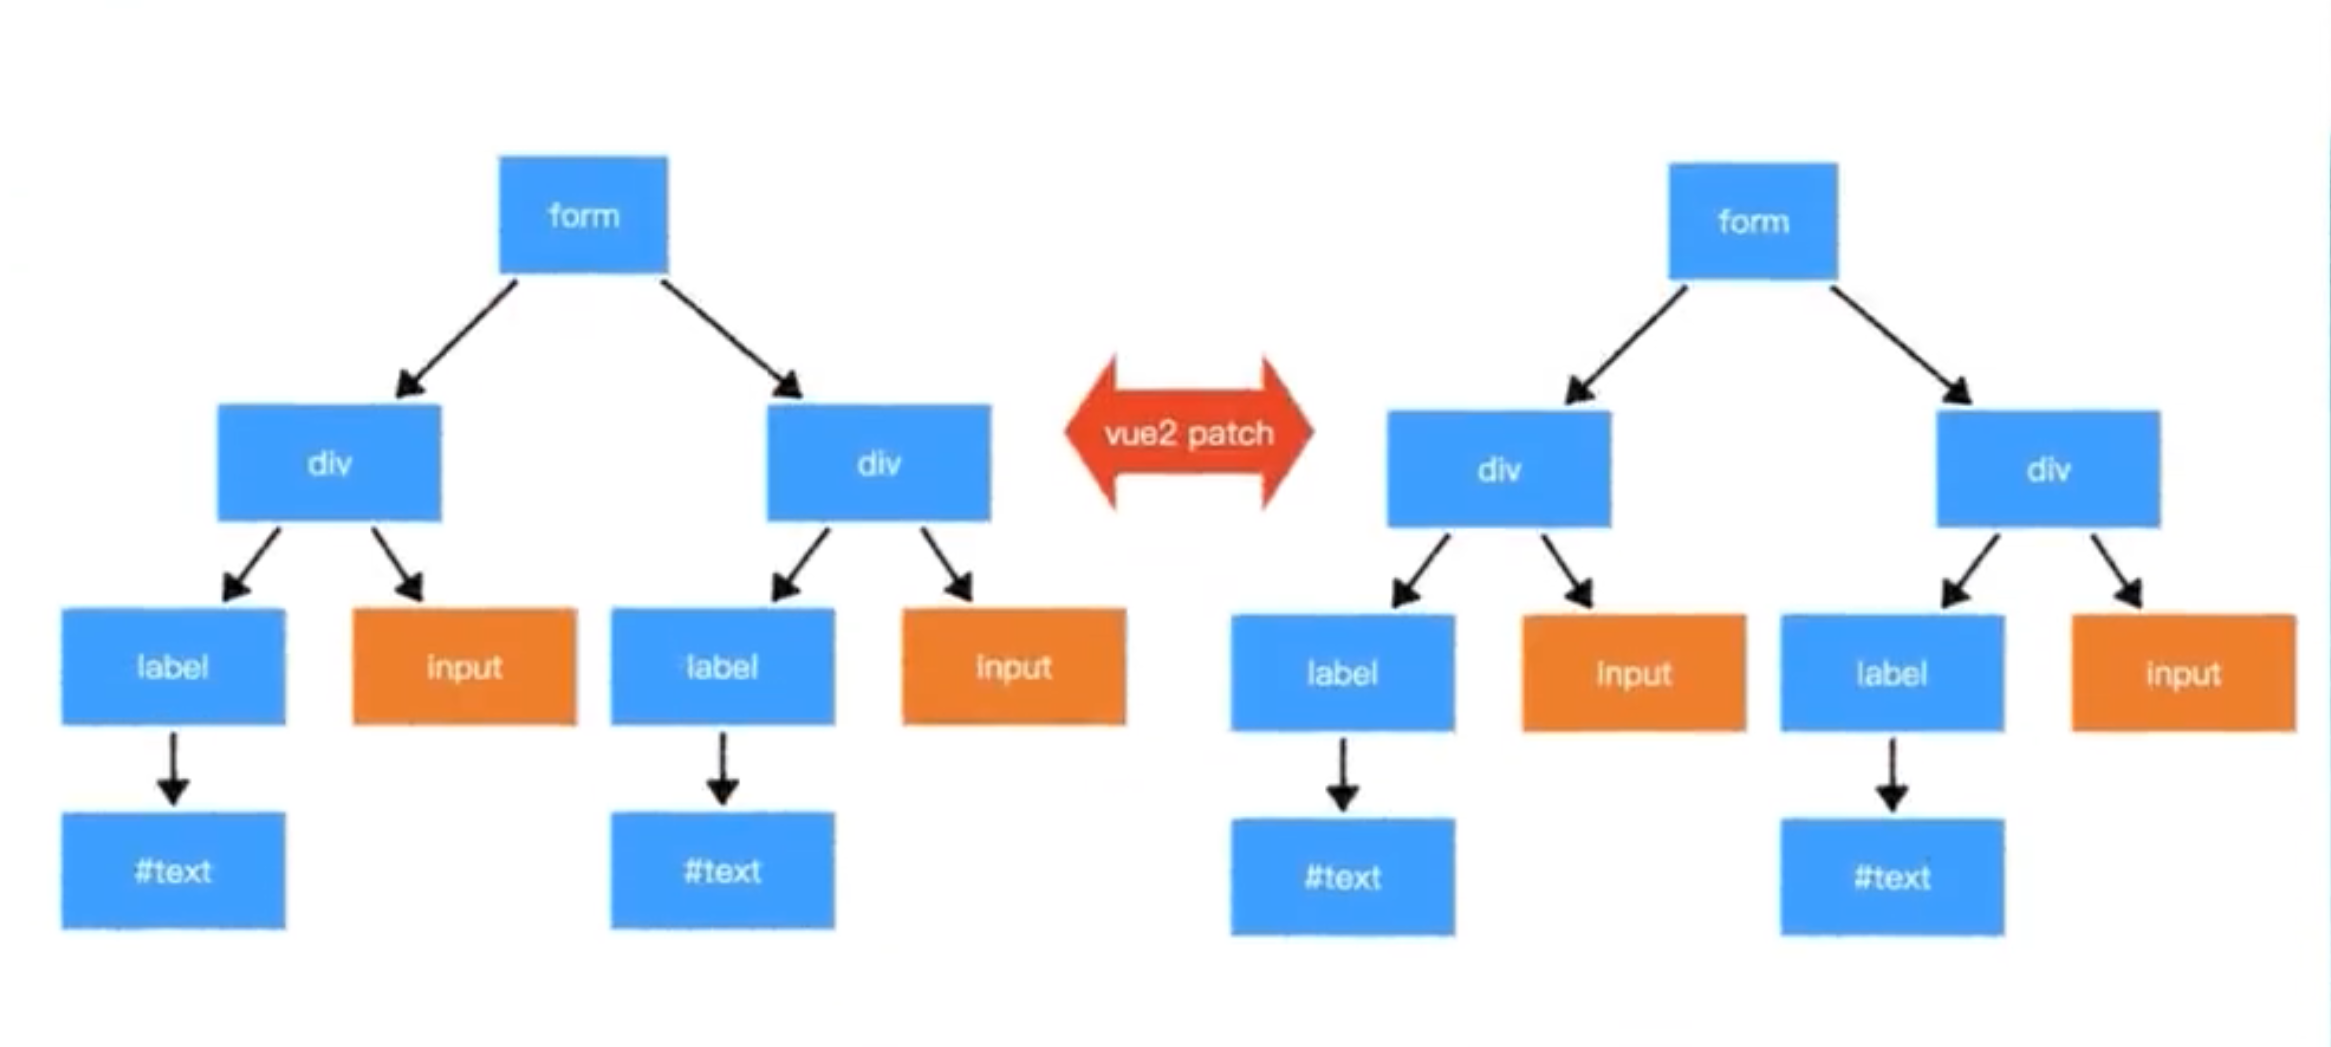 form
form
div
div
vue2 patch
div
div
label
input
label
input
label
input
label
input
#text
#text
#text
#text